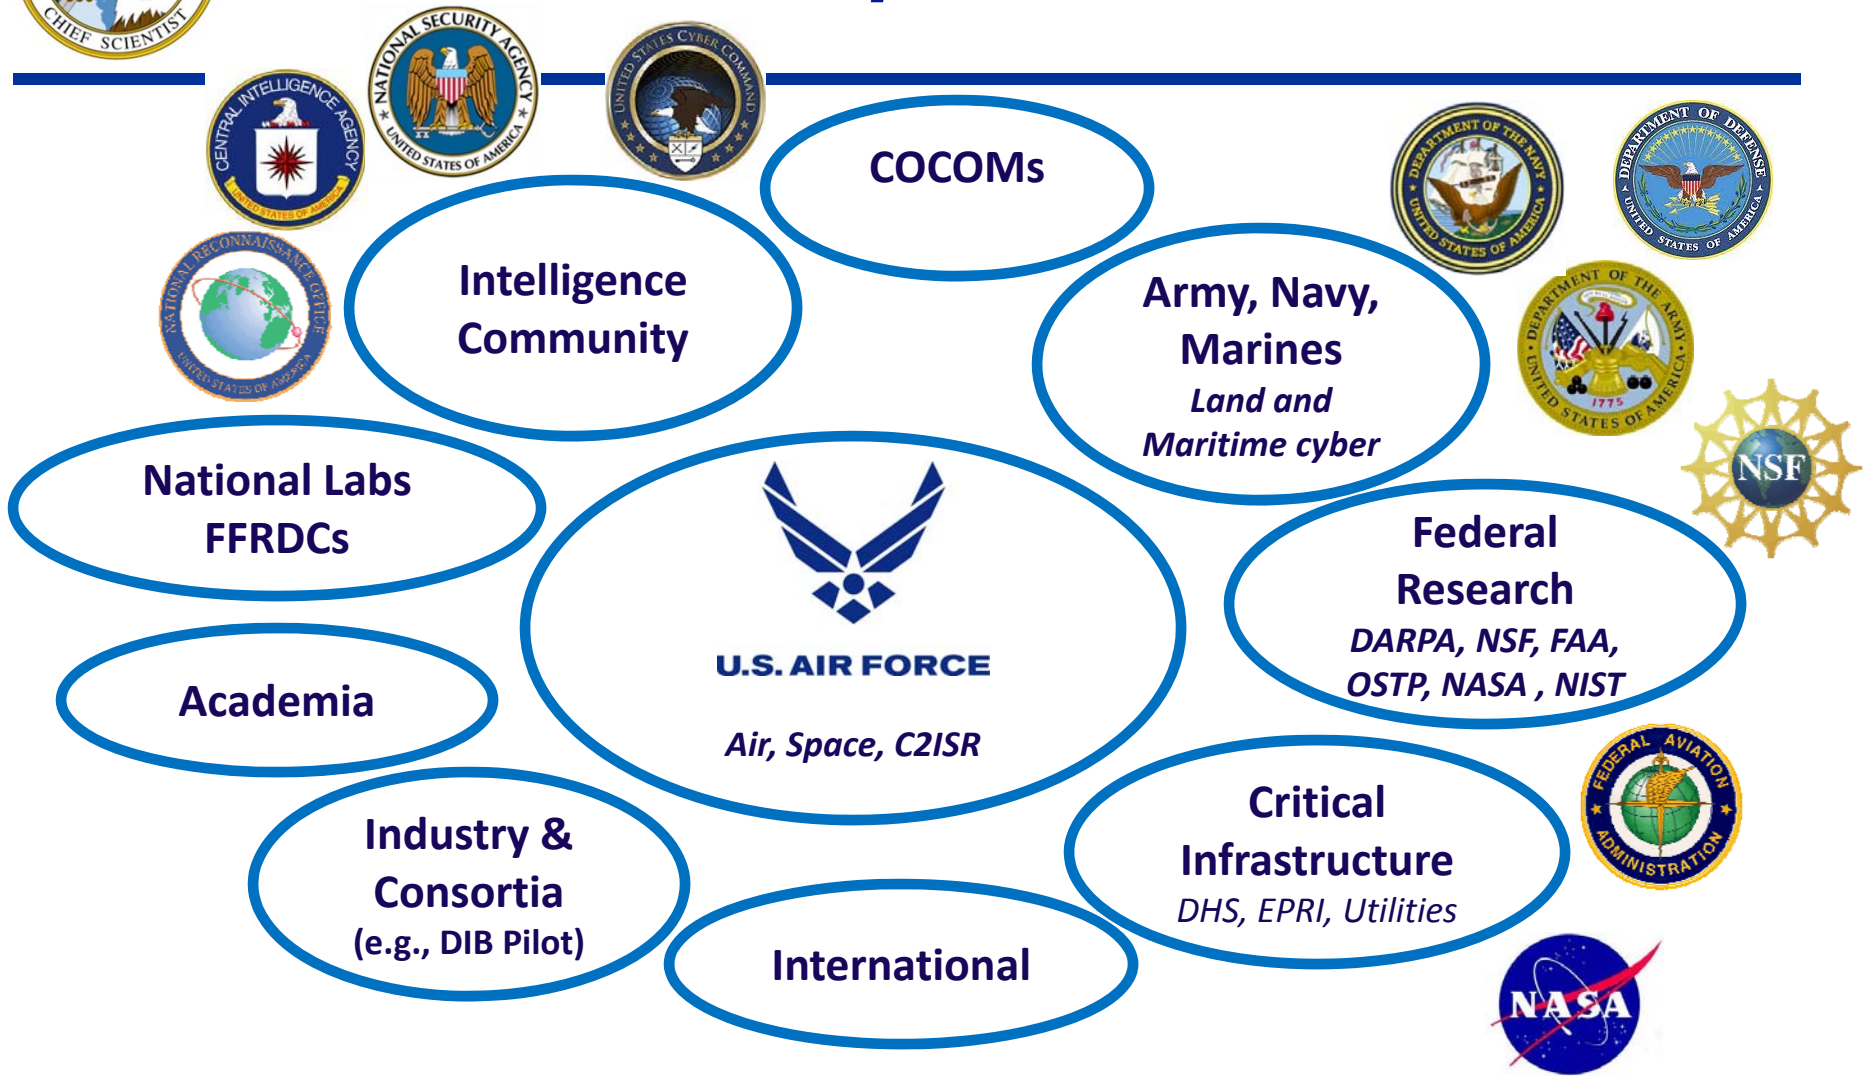 CHIEF SCIENTIST
NATIONAL SECURITY AGENCY
UNITED STATES OF AMERICA
UNITED STATES CYBER COMMAND
CENTRAL INTELLIGENCE AGENCY
UNITED STATES OF AMERICA
NATIONAL RECONNAISSANCE OFFICE
UNITED STATES OF AMERICA
COCOMs
DEPARTMENT OF THE NAVY
UNITED STATES OF AMERICA
DEPARTMENT OF DEFENSE
UNITED STATES OF AMERICA
Intelligence
Community
Army, Navy,
Marines
Land and
Maritime cyber
DEPARTMENT OF THE ARMY
1775
UNITED STATES OF AMERICA
NSF
National Labs
FFRDCs
U.S. AIR FORCE
Air, Space, C2ISR
Federal
Research
DARPA, NSF, FAA,
OSTP, NASA , NIST
Academia
Industry &
Consortia
(e.g., DIB Pilot)
International
Critical
Infrastructure
DHS, EPRI, Utilities
FEDERAL AVIATION
ADMINISTRATION
NASA